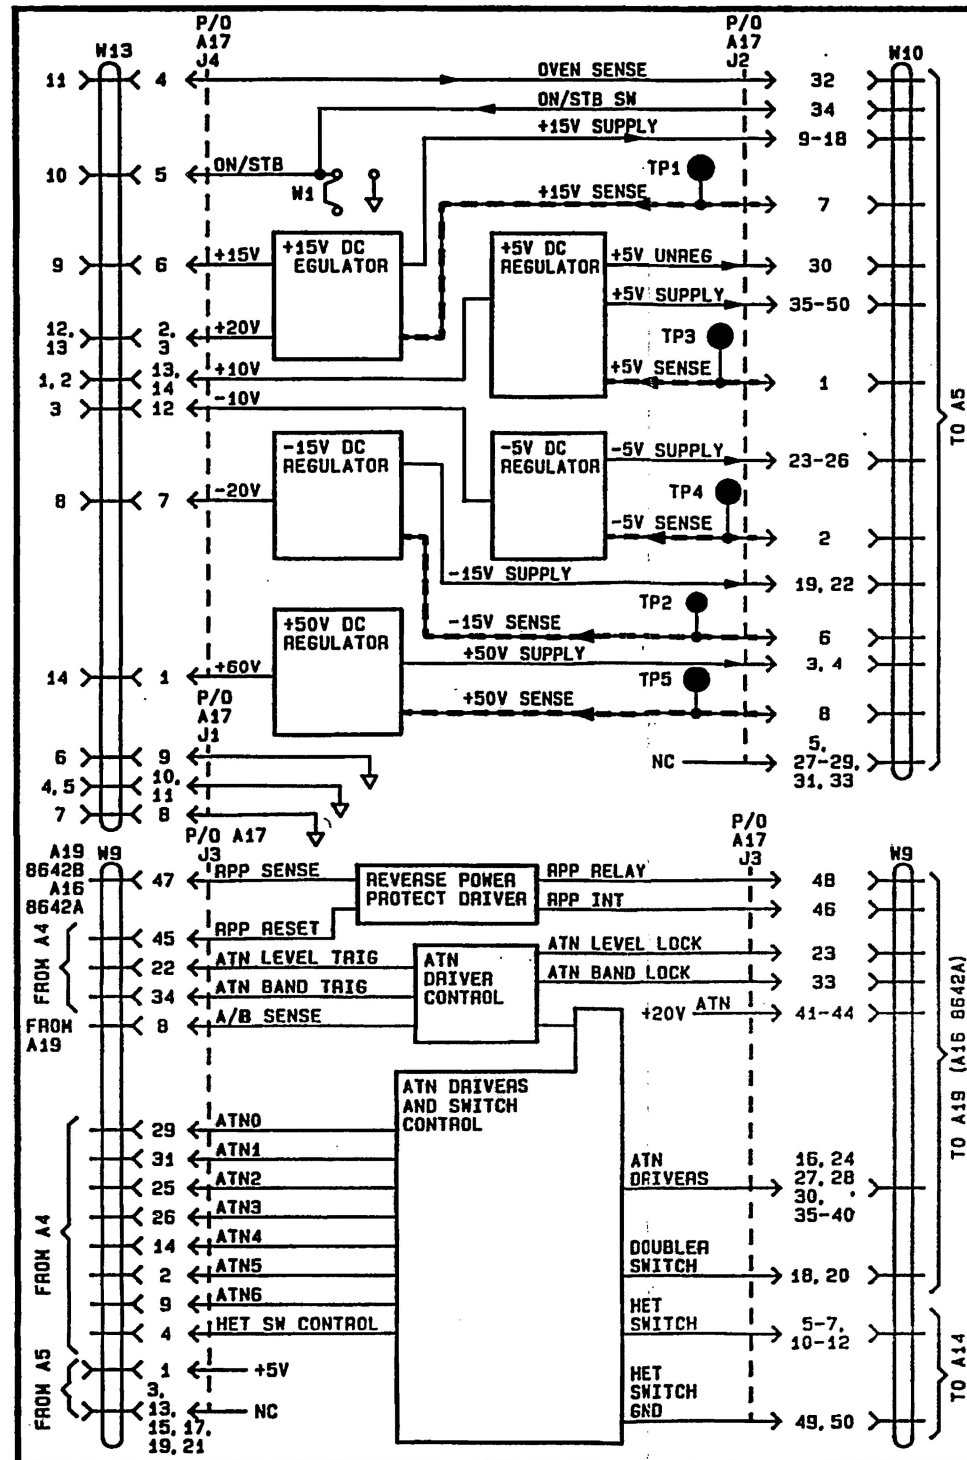 P/O
A17
J4
P/O
A17
J2
W13
W10
11 4 OVEN SENSE 32
ON/STB SW 34
+15V SUPPLY 9-18
10 5 ON/STB
W1
TP1
+15V SENSE 7
9 6 +15V
+15V DC
EGULATOR
+5V DC
REGULATOR
+5V UNREG 30
+5V SUPPLY 35-50
12, 13 2, 3 +20V
TP3
1, 2 13, 14 +10V
+5V SENSE 1
3 12 -10V
TO A5
-15V DC
REGULATOR
-5V DC
REGULATOR
-5V SUPPLY 23-26
8 7 -20V
TP4
-5V SENSE 2
-15V SUPPLY 19, 22
TP2
-15V SENSE 6
+50V DC
REGULATOR
+50V SUPPLY 3, 4
14 1 +60V
TP5
+50V SENSE 8
P/O
A17
J1
6 9
NC 5,
27-29,
31, 33
4, 5 10, 11
7 8
P/O A17
J3
P/O
A17
J3
A19
8642B
A16
8642A
W9
W9
47 RPP SENSE
REVERSE POWER
PROTECT DRIVER
RPP RELAY 48
RPP INT 46
FROM A4
45 RPP RESET
22 ATN LEVEL TRIG
34 ATN BAND TRIG
ATN
DRIVER
CONTROL
ATN LEVEL LOCK 23
ATN BAND LOCK 33
FROM
A19
8 A/B SENSE
+20V ATN 41-44
TO A19 (A16 8642A)
ATN DRIVERS
AND SWITCH
CONTROL
FROM A4
29 ATN0
31 ATN1
25 ATN2
26 ATN3
14 ATN4
2 ATN5
9 ATN6
4 HET SW CONTROL
ATN
DRIVERS
16, 24
27, 28
30,
35-40
DOUBLER
SWITCH
18, 20
HET
SWITCH
5-7,
10-12
TO A14
FROM A5
1 +5V
3,
13,
15, 17,
19, 21
NC
HET
SWITCH
GND
49, 50